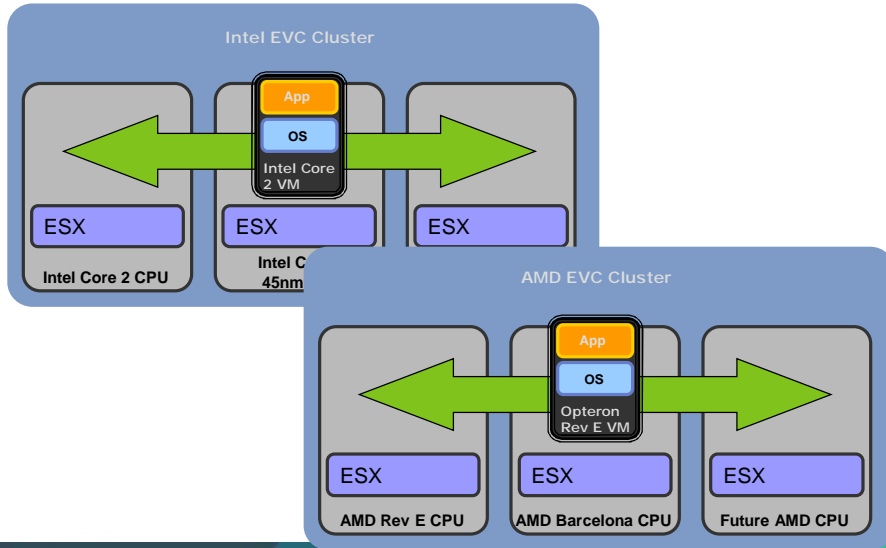 Intel EVC Cluster
App
OS
Intel Core
2 VM
ESX
ESX
ESX
Intel Core 2 CPU
Intel
45nm
AMD EVC Cluster
App
OS
Opteron
Rev E VM
ESX
ESX
ESX
AMD Rev E CPU
AMD Barcelona CPU
Future AMD CPU